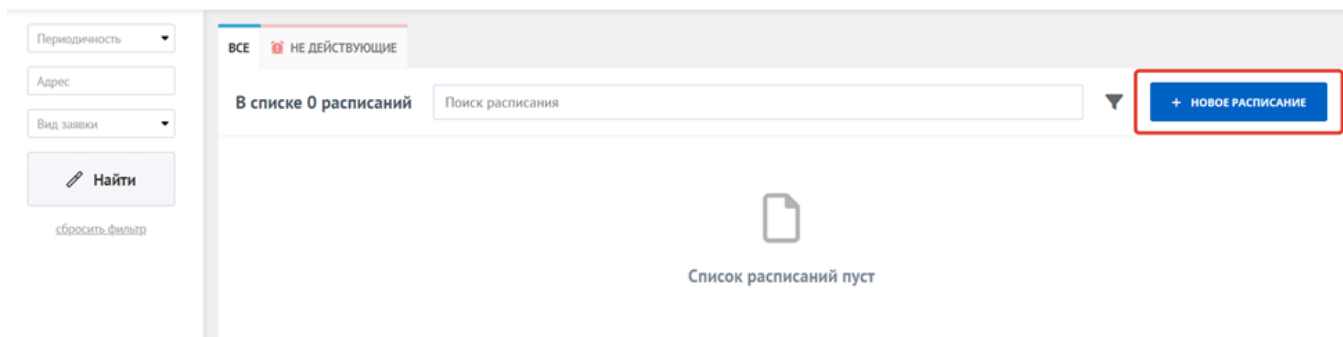 Периодичность
Адрес
Вид заявки
Найти
сбросить фильтр
ВСЕ НЕ ДЕЙСТВУЮЩИЕ
В списке 0 расписаний Поиск расписания + НОВОЕ РАСПИСАНИЕ
Список расписаний пуст